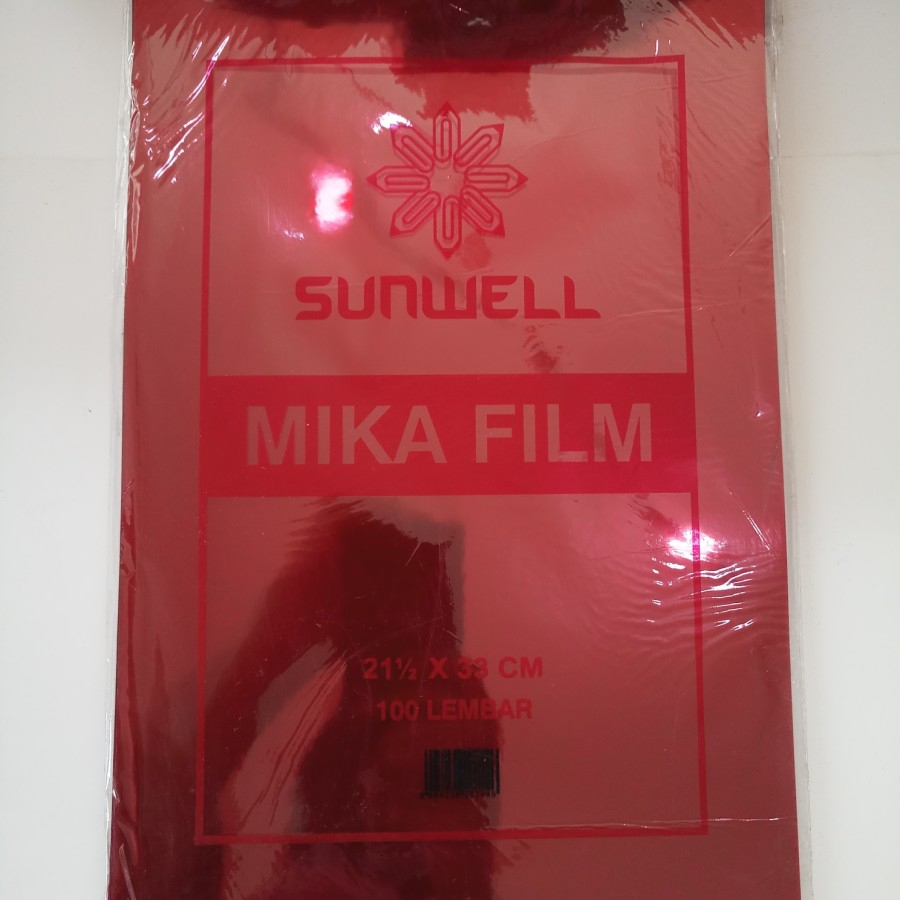 SUNWELL
MIKA FILM
21½ X 33 CM
100 LEMBAR